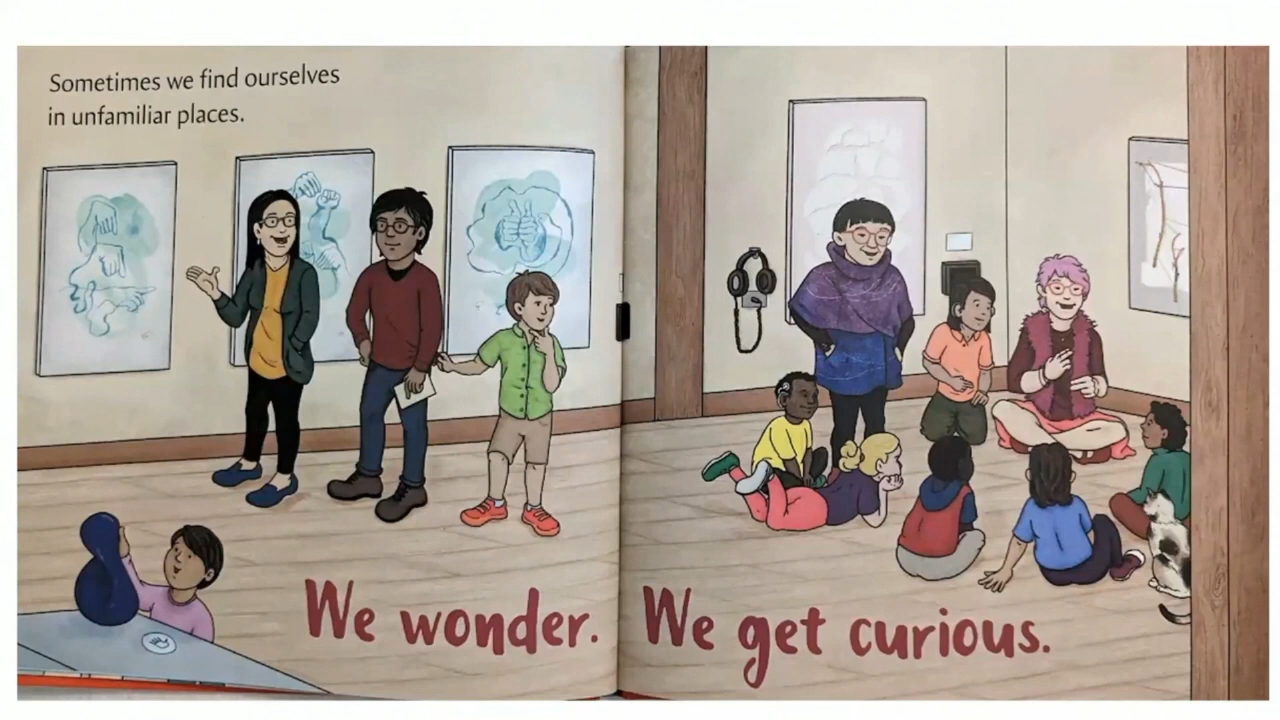 Sometimes we find ourselves
in unfamiliar places.
We wonder. We get curious.